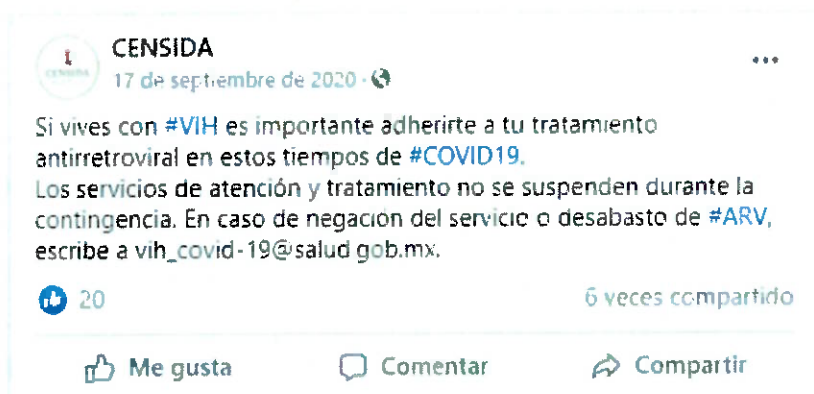 CENSIDA
CENSIDA
17 de septiembre de 2020 ·
Si vives con #VIH es importante adherirte a tu tratamiento
antirretroviral en estos tiempos de #COVID19.
Los servicios de atención y tratamiento no se suspenden durante la
contingencia. En caso de negación del servicio o desabasto de #ARV,
escribe a vih_covid-19@salud.gob.mx.
20
6 veces compartido
Me gusta
Comentar
Compartir